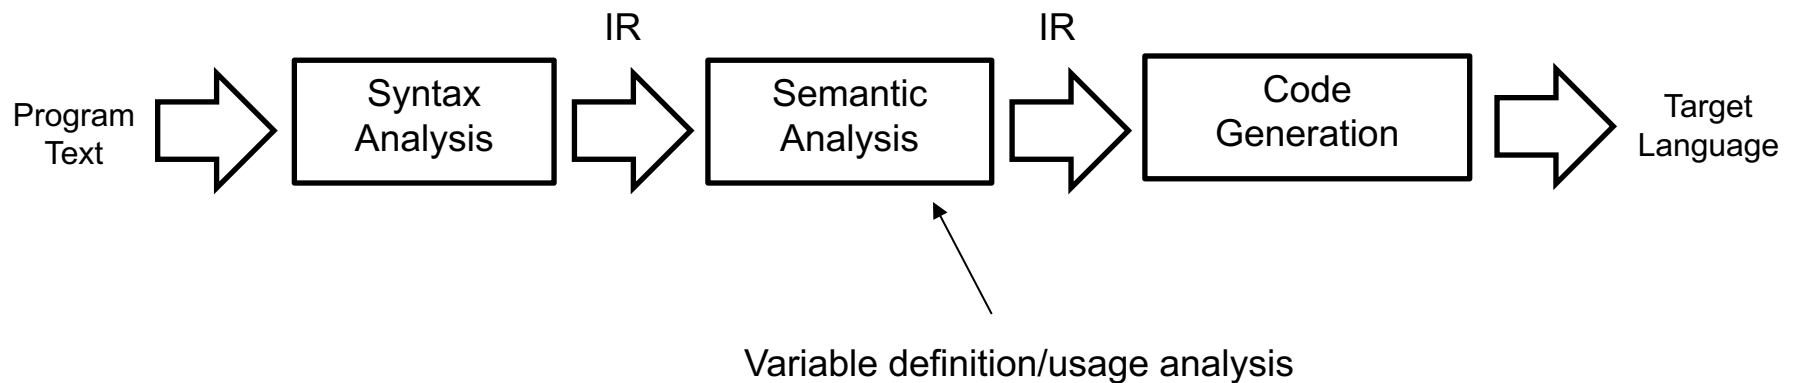 IR
IR
Program
Text
Syntax
Analysis
Semantic
Analysis
Code
Generation
Target
Language
Variable definition/usage analysis